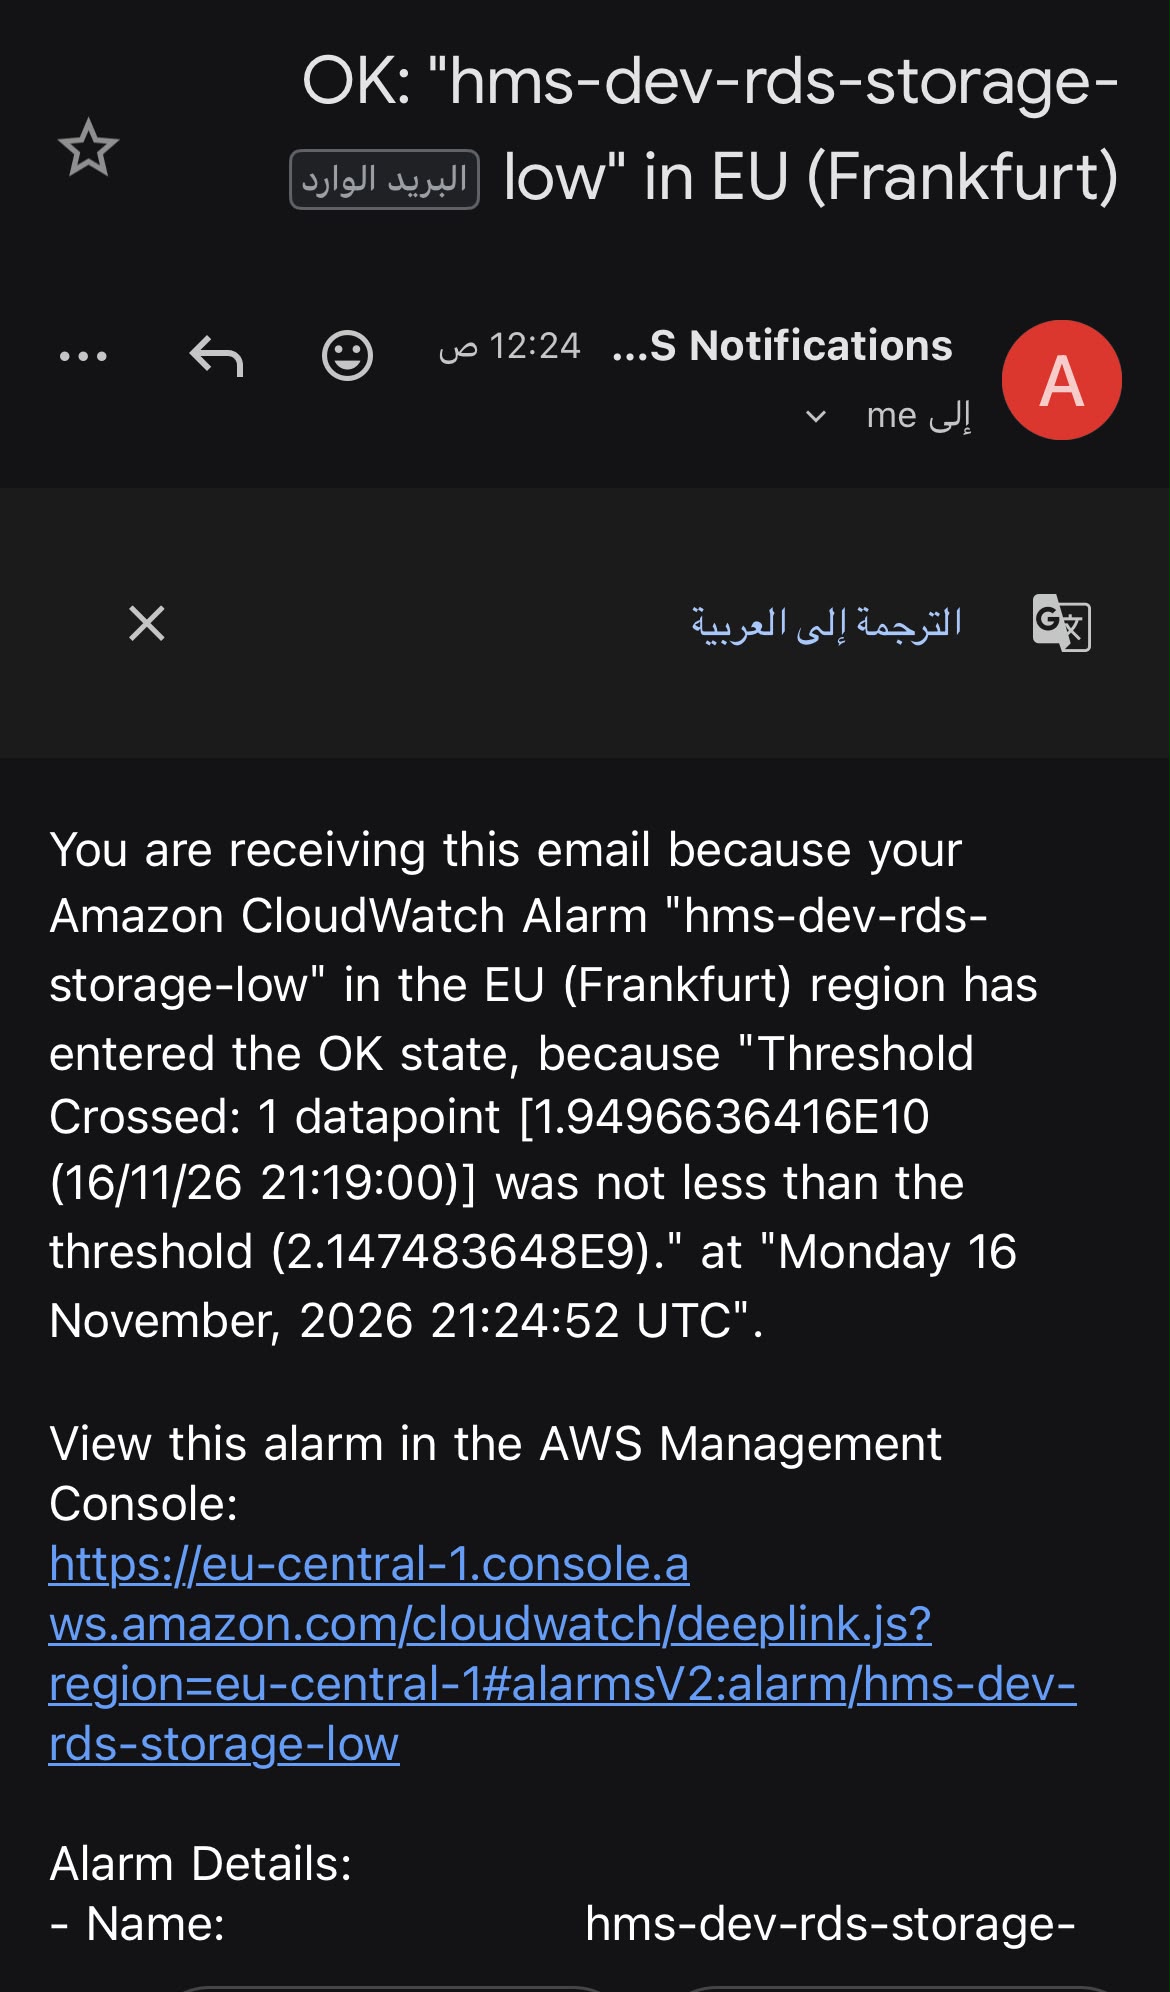 OK: "hms-dev-rds-storage-
low" in EU (Frankfurt) البريد الوارد
...S Notifications 12:24 ص
إلى me
A
الترجمة إلى العربية
You are receiving this email because your
Amazon CloudWatch Alarm "hms-dev-rds-
storage-low" in the EU (Frankfurt) region has
entered the OK state, because "Threshold
Crossed: 1 datapoint [1.9496636416E10
(16/11/26 21:19:00)] was not less than the
threshold (2.147483648E9)." at "Monday 16
November, 2026 21:24:52 UTC".
View this alarm in the AWS Management
Console:
https://eu-central-1.console.a
ws.amazon.com/cloudwatch/deeplink.js?
region=eu-central-1#alarmsV2:alarm/hms-dev-
rds-storage-low
Alarm Details:
- Name: hms-dev-rds-storage-